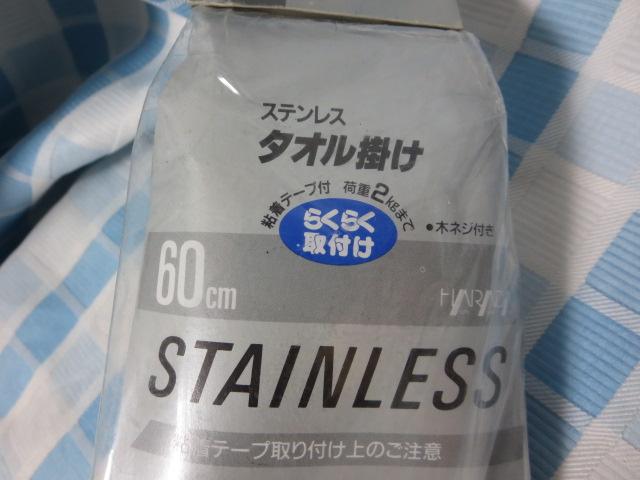 ステンレス
タオル掛け
粘着テープ付 荷重2kgまで
らくらく
取付け
・木ネジ付き
60cm
STAINLESS
粘着テープ取り付け上のご注意